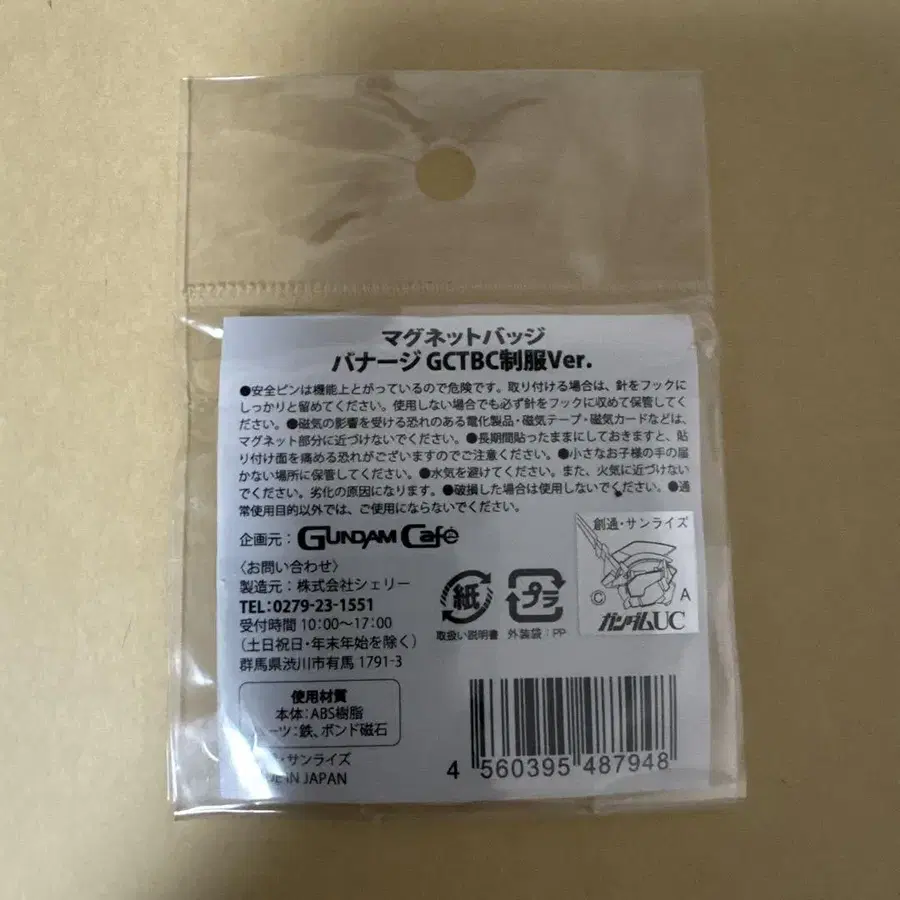 マグネットバッジ
バナージ GCTBC制服Ver.
●安全ピンは機能上とがっているので危険です。取り付ける場合は、針をフックに
しっかりと留めてください。使用しない場合でも必ず針をフックに収めて保管してく
ださい。●磁気の影響を受ける恐れのある電化製品・磁気テープ・磁気カードなどは、
マグネット部分に近づけないでください。●長期間貼ったままにしておきますと、貼
り付け面を痛める恐れがございますのでご注意ください。●小さなお子様の手の届
かない場所に保管してください。●水気を避けてください。また、火気に近づけない
でください。劣化の原因になります。●破損した場合は使用しないでください。●通
常使用目的以外では、ご使用にならないでください。
企画元：GUNDAM Café
〈お問い合わせ〉
製造元：株式会社シェリー
TEL:0279-23-1551
受付時間 10:00〜17:00
（土日祝日・年末年始を除く）
群馬県渋川市有馬 1791-3
紙
取扱い説明書
プラ
外装袋：PP
創通・サンライズ
C A
ガンダムUC
使用材質
本体：ABS樹脂
ーツ：鉄、ボンド磁石
・サンライズ
IN JAPAN
4 560395 487948